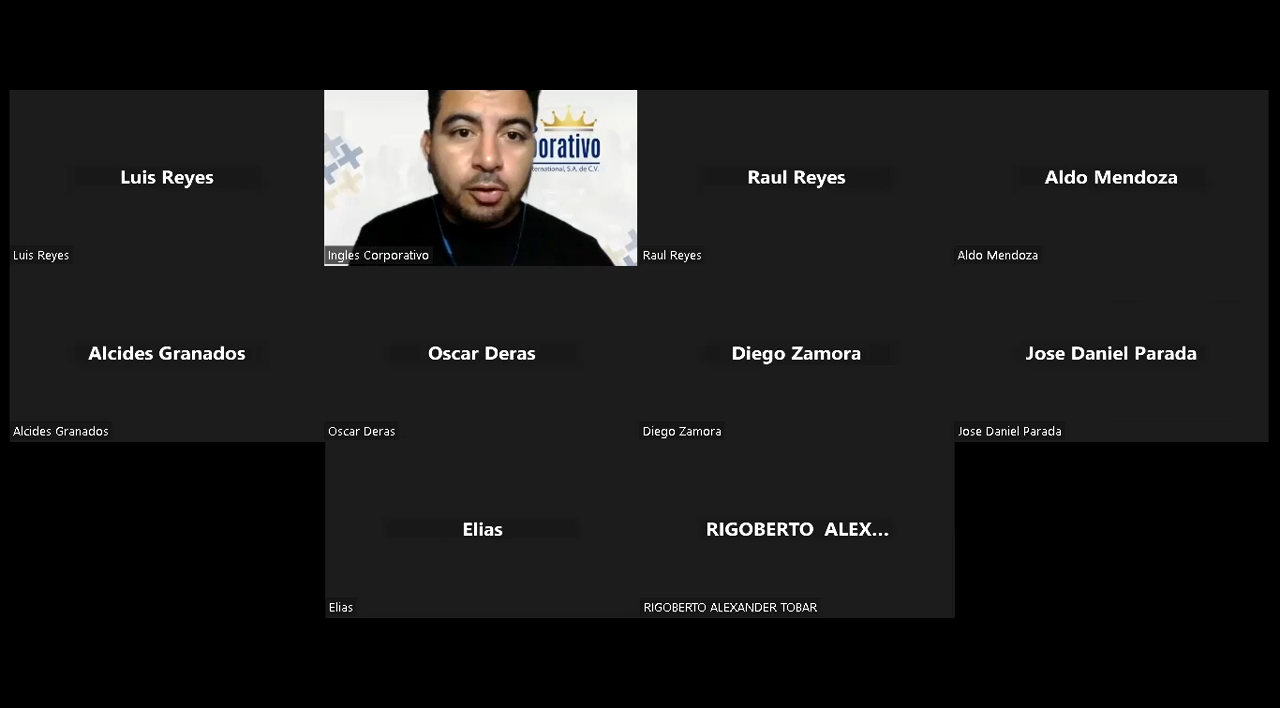 Luis Reyes
Luis Reyes
orativo
ternational, S.A. de C.V.
Ingles Corporativo
Raul Reyes
Raul Reyes
Aldo Mendoza
Aldo Mendoza
Alcides Granados
Alcides Granados
Oscar Deras
Oscar Deras
Diego Zamora
Diego Zamora
Jose Daniel Parada
Jose Daniel Parada
Elias
Elias
RIGOBERTO ALEX...
RIGOBERTO ALEXANDER TOBAR